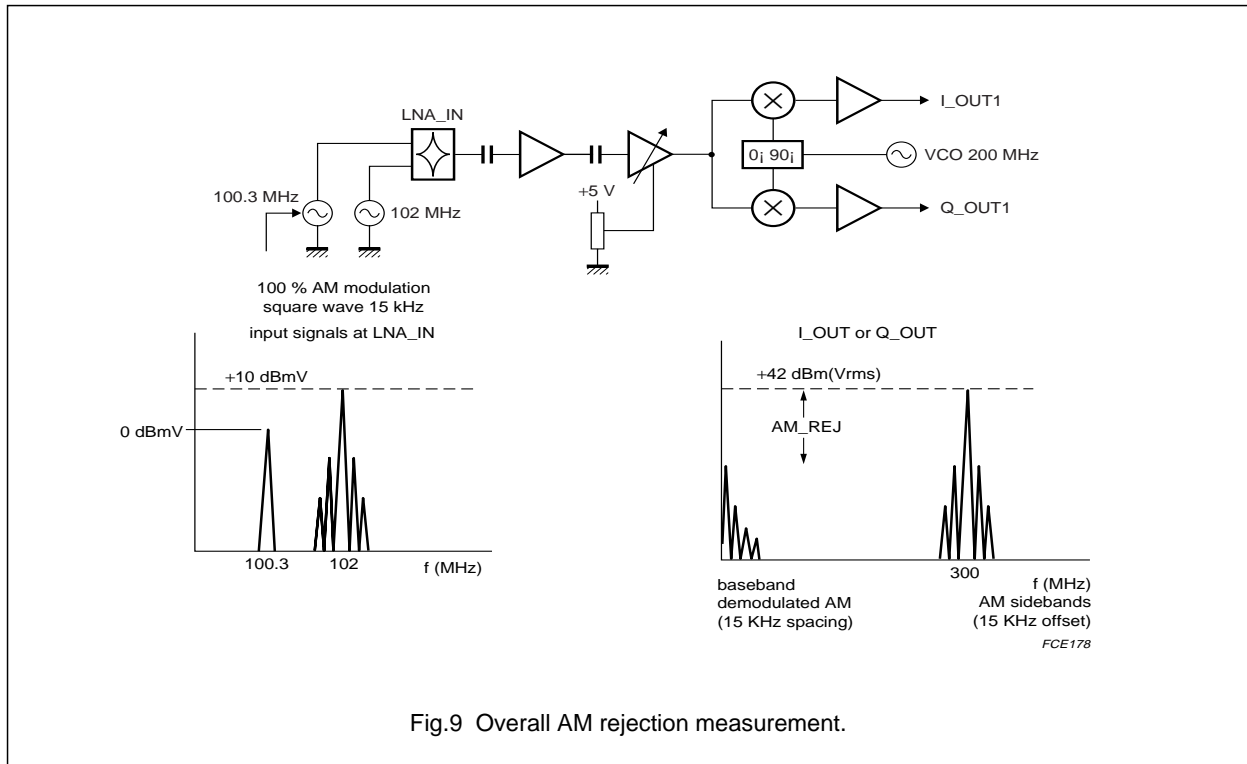 LNA_IN
I_OUT1
0¡ 90¡
VCO 200 MHz
+5 V
100.3 MHz
102 MHz
Q_OUT1
100 % AM modulation
square wave 15 kHz
input signals at LNA_IN
+10 dBmV
0 dBmV
100.3
102
f (MHz)
I_OUT or Q_OUT
+42 dBm(Vrms)
AM_REJ
300
f (MHz)
baseband
demodulated AM
(15 KHz spacing)
AM sidebands
(15 KHz offset)
FCE178
Fig.9 Overall AM rejection measurement.